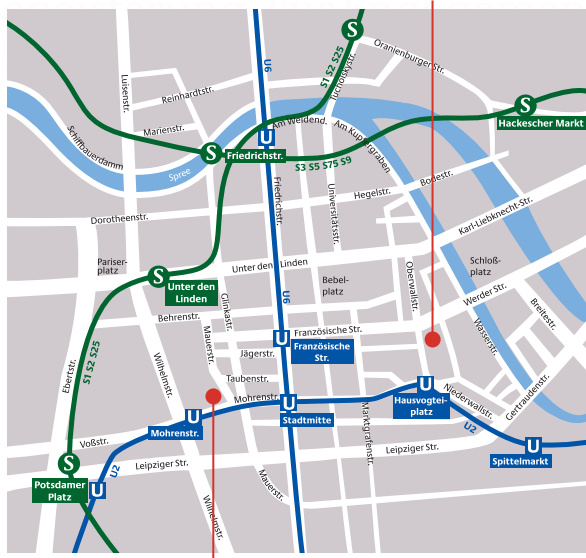 S
Oranienburger Str.
Luisenstr.
U6
S1 S2 S25
Tucholskystr.
Reinhardtstr.
S
Hackescher Markt
Marienstr.
Am Weidend.
Am Kupfergraben
U
Schiffbauerdamm
S
Friedrichstr.
S3 S5 S75 S9
Spree
Bodestr.
Friedrichstr.
Universitätsstr.
Hegelstr.
Dorotheenstr.
Karl-Liebknecht-Str.
Pariser-
platz
Unter den Linden
Oberwallstr.
Schloß-
platz
S
Unter den
Linden
Bebel-
platz
Werder Str.
Glinkastr.
U6
Behrenstr.
Breitestr.
Mauerstr.
Französische Str.
U
Französische
Str.
Wasserstr.
Jägerstr.
S1 S2 S25
Ebertstr.
Wilhelmstr.
Taubenstr.
U
Hausvogtei-
platz
Niederwallstr.
Gertraudenstr.
Mohrenstr.
U
Stadtmitte
U
Mohrenstr.
Marktgrafenstr.
U2
Voßstr.
Leipziger Str.
U
Spittelmarkt
S
Potsdamer
Platz
U
U2
Leipziger Str.
Mauerstr.
Wilhelmstr.